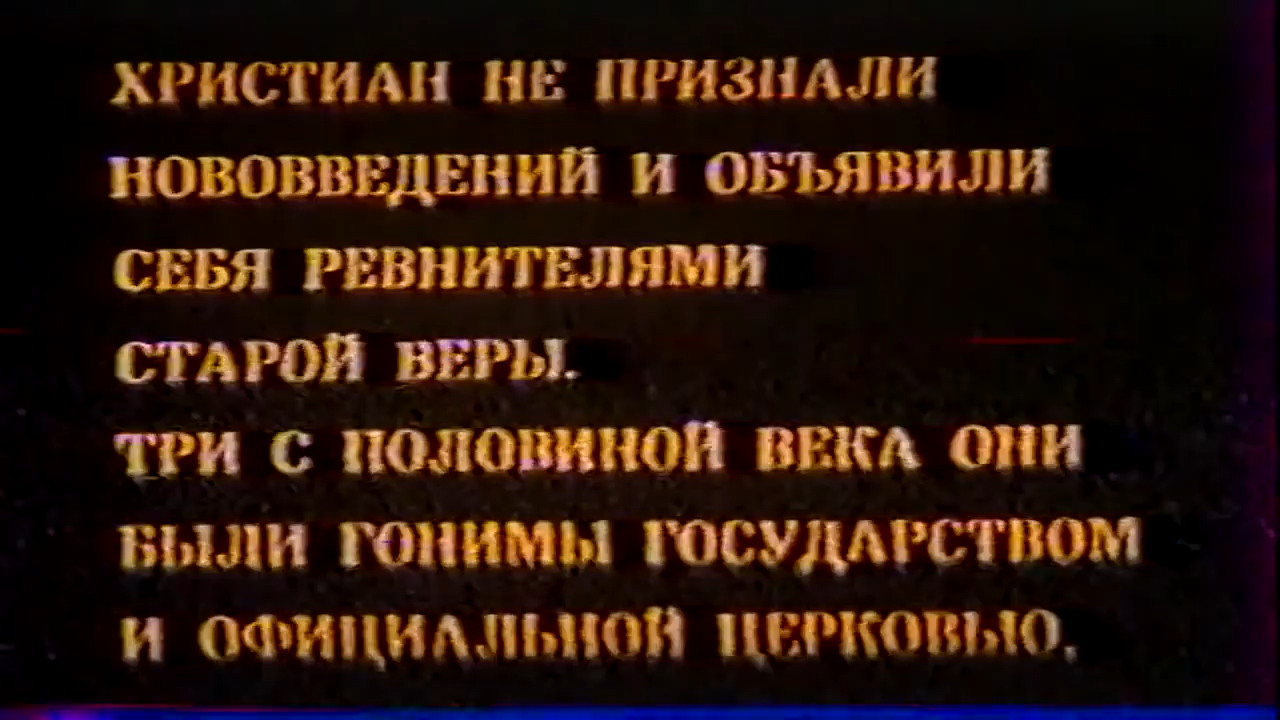 ХРИСТИАН НЕ ПРИЗНАЛИ
НОВОВВЕДЕНИЙ И ОБЪЯВИЛИ
СЕБЯ РЕВНИТЕЛЯМИ
СТАРОЙ ВЕРЫ.
ТРИ С ПОЛОВИНОЙ ВЕКА ОНИ
БЫЛИ ГОНИМЫ ГОСУДАРСТВОМ
И ОФИЦИАЛЬНОЙ ЦЕРКОВЬЮ.